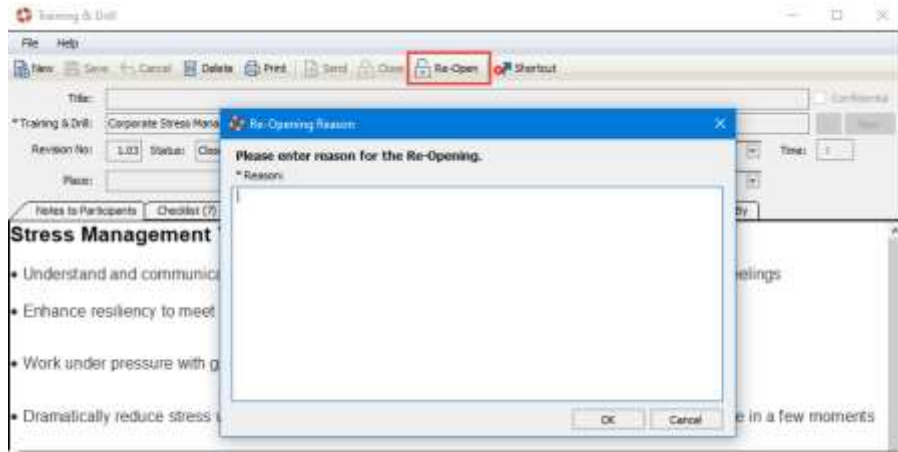 Training & Drill
File Help
New Save Cancel Delete Print Send Close Re-Open Shortcut
Title: Confidential
* Training & Drill: Corporate Stress Mana
Re-Opening Reason
Revision No: 1.03 Status: Clos Time:
Please enter reason for the Re-Opening.
Place:
* Reason:
Notes to Participants Checklist (7) By
Stress Management
• Understand and communica eelings
• Enhance resiliency to meet
• Work under pressure with g
• Dramatically reduce stress u e in a few moments
OK Cancel